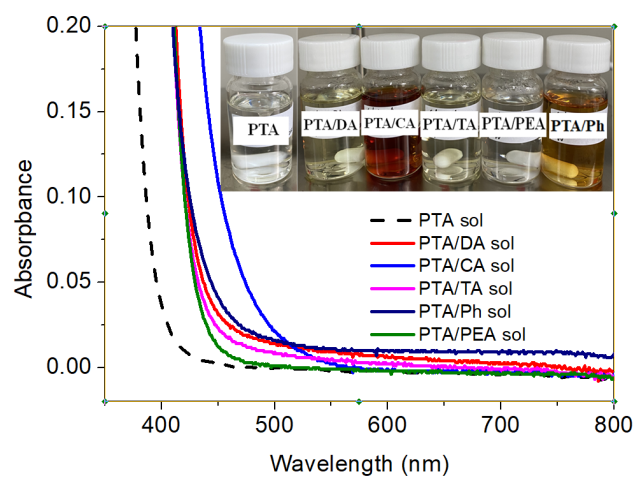 0.20
0.15
0.10
0.05
0.00
Absorpbance
PTA
PTA/DA
PTA/CA
PTA/TA
PTA/PEA
PTA/Ph
PTA sol
PTA/DA sol
PTA/CA sol
PTA/TA sol
PTA/Ph sol
PTA/PEA sol
400 500 600 700 800
Wavelength (nm)